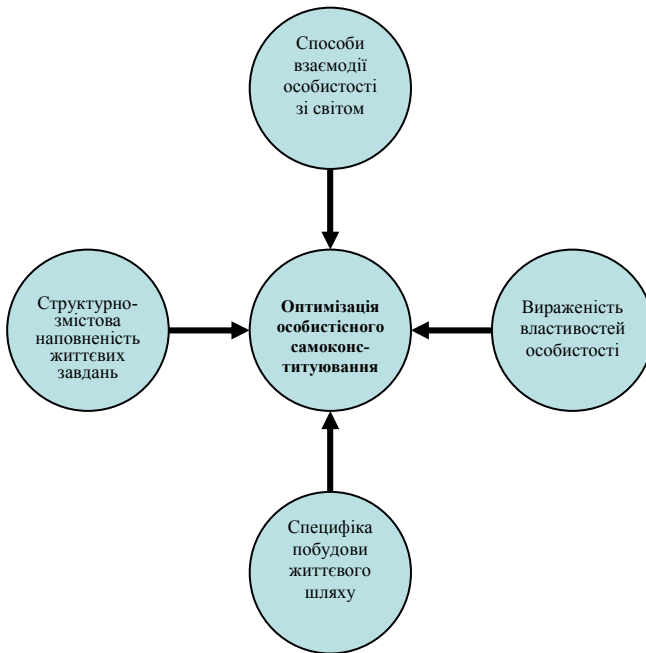 Способи
взаємодії
особистості
зі світом
Структурно-
змістова
наповненість
життєвих
завдань
Оптимізація
особистісного
самоконс-
титуювання
Вираженість
властивостей
особистості
Специфіка
побудови
життєвого
шляху